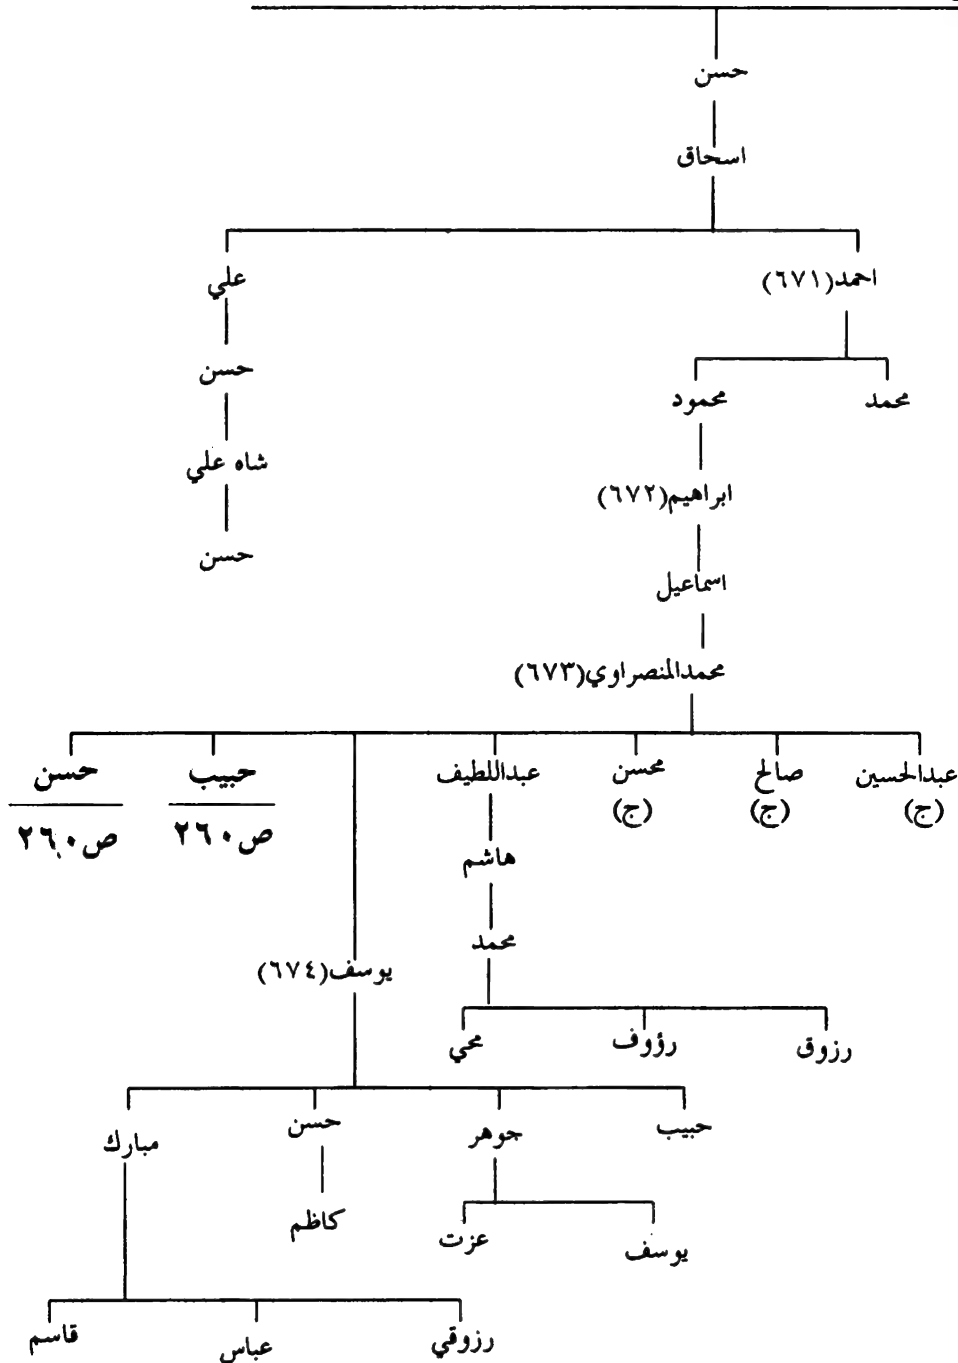 حسن
اسحاق
احمد(٦٧١)
علي
محمد
محمود
حسن
ابراهيم(٦٧٢)
شاه علي
اسماعيل
حسن
محمدالمنصراوي(٦٧٣)
عبدالحسين
(ج)
صالح
(ج)
محسن
(ج)
عبداللطيف
حبيب
ص٢٦٠
حسن
ص٢٦٠
هاشم
محمد
يوسف(٦٧٤)
رزوق
رؤوف
محي
حبيب
جوهر
حسن
مبارك
يوسف
عزت
كاظم
رزوقي
عباس
قاسم